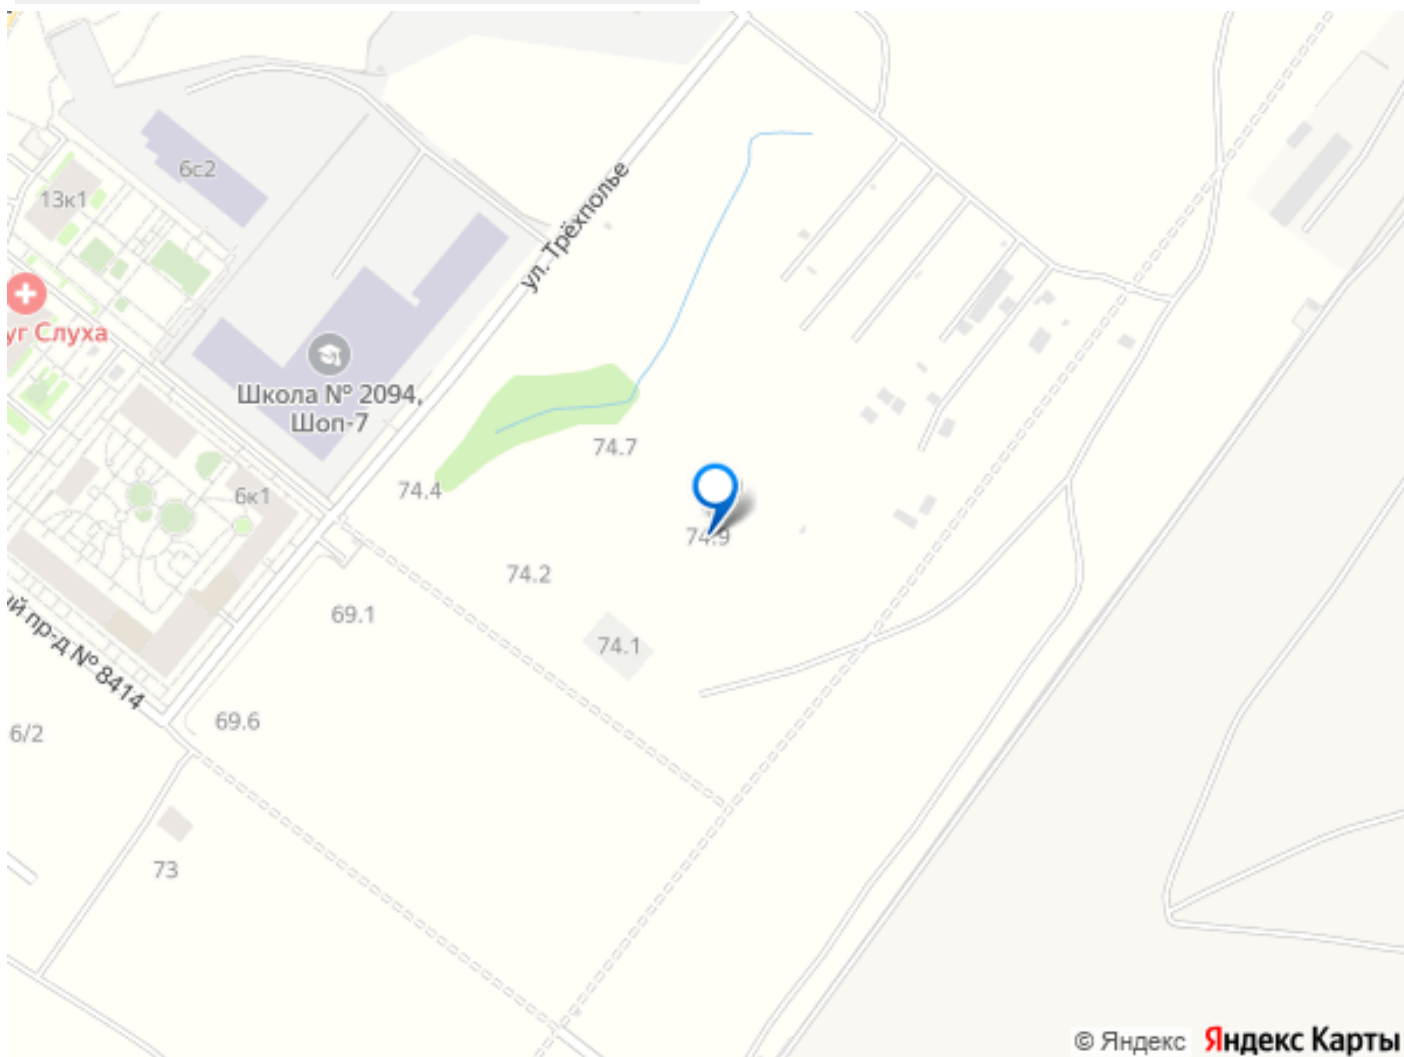 6с2
13к1
ул. Трёхполье
уг Слуха
Школа № 2094,
Шоп-7
74.7
74.4
6к1
74.9
74.2
69.1
74.1
ый пр-д № 8414
69.6
6/2
73
© Яндекс Яндекс Карты